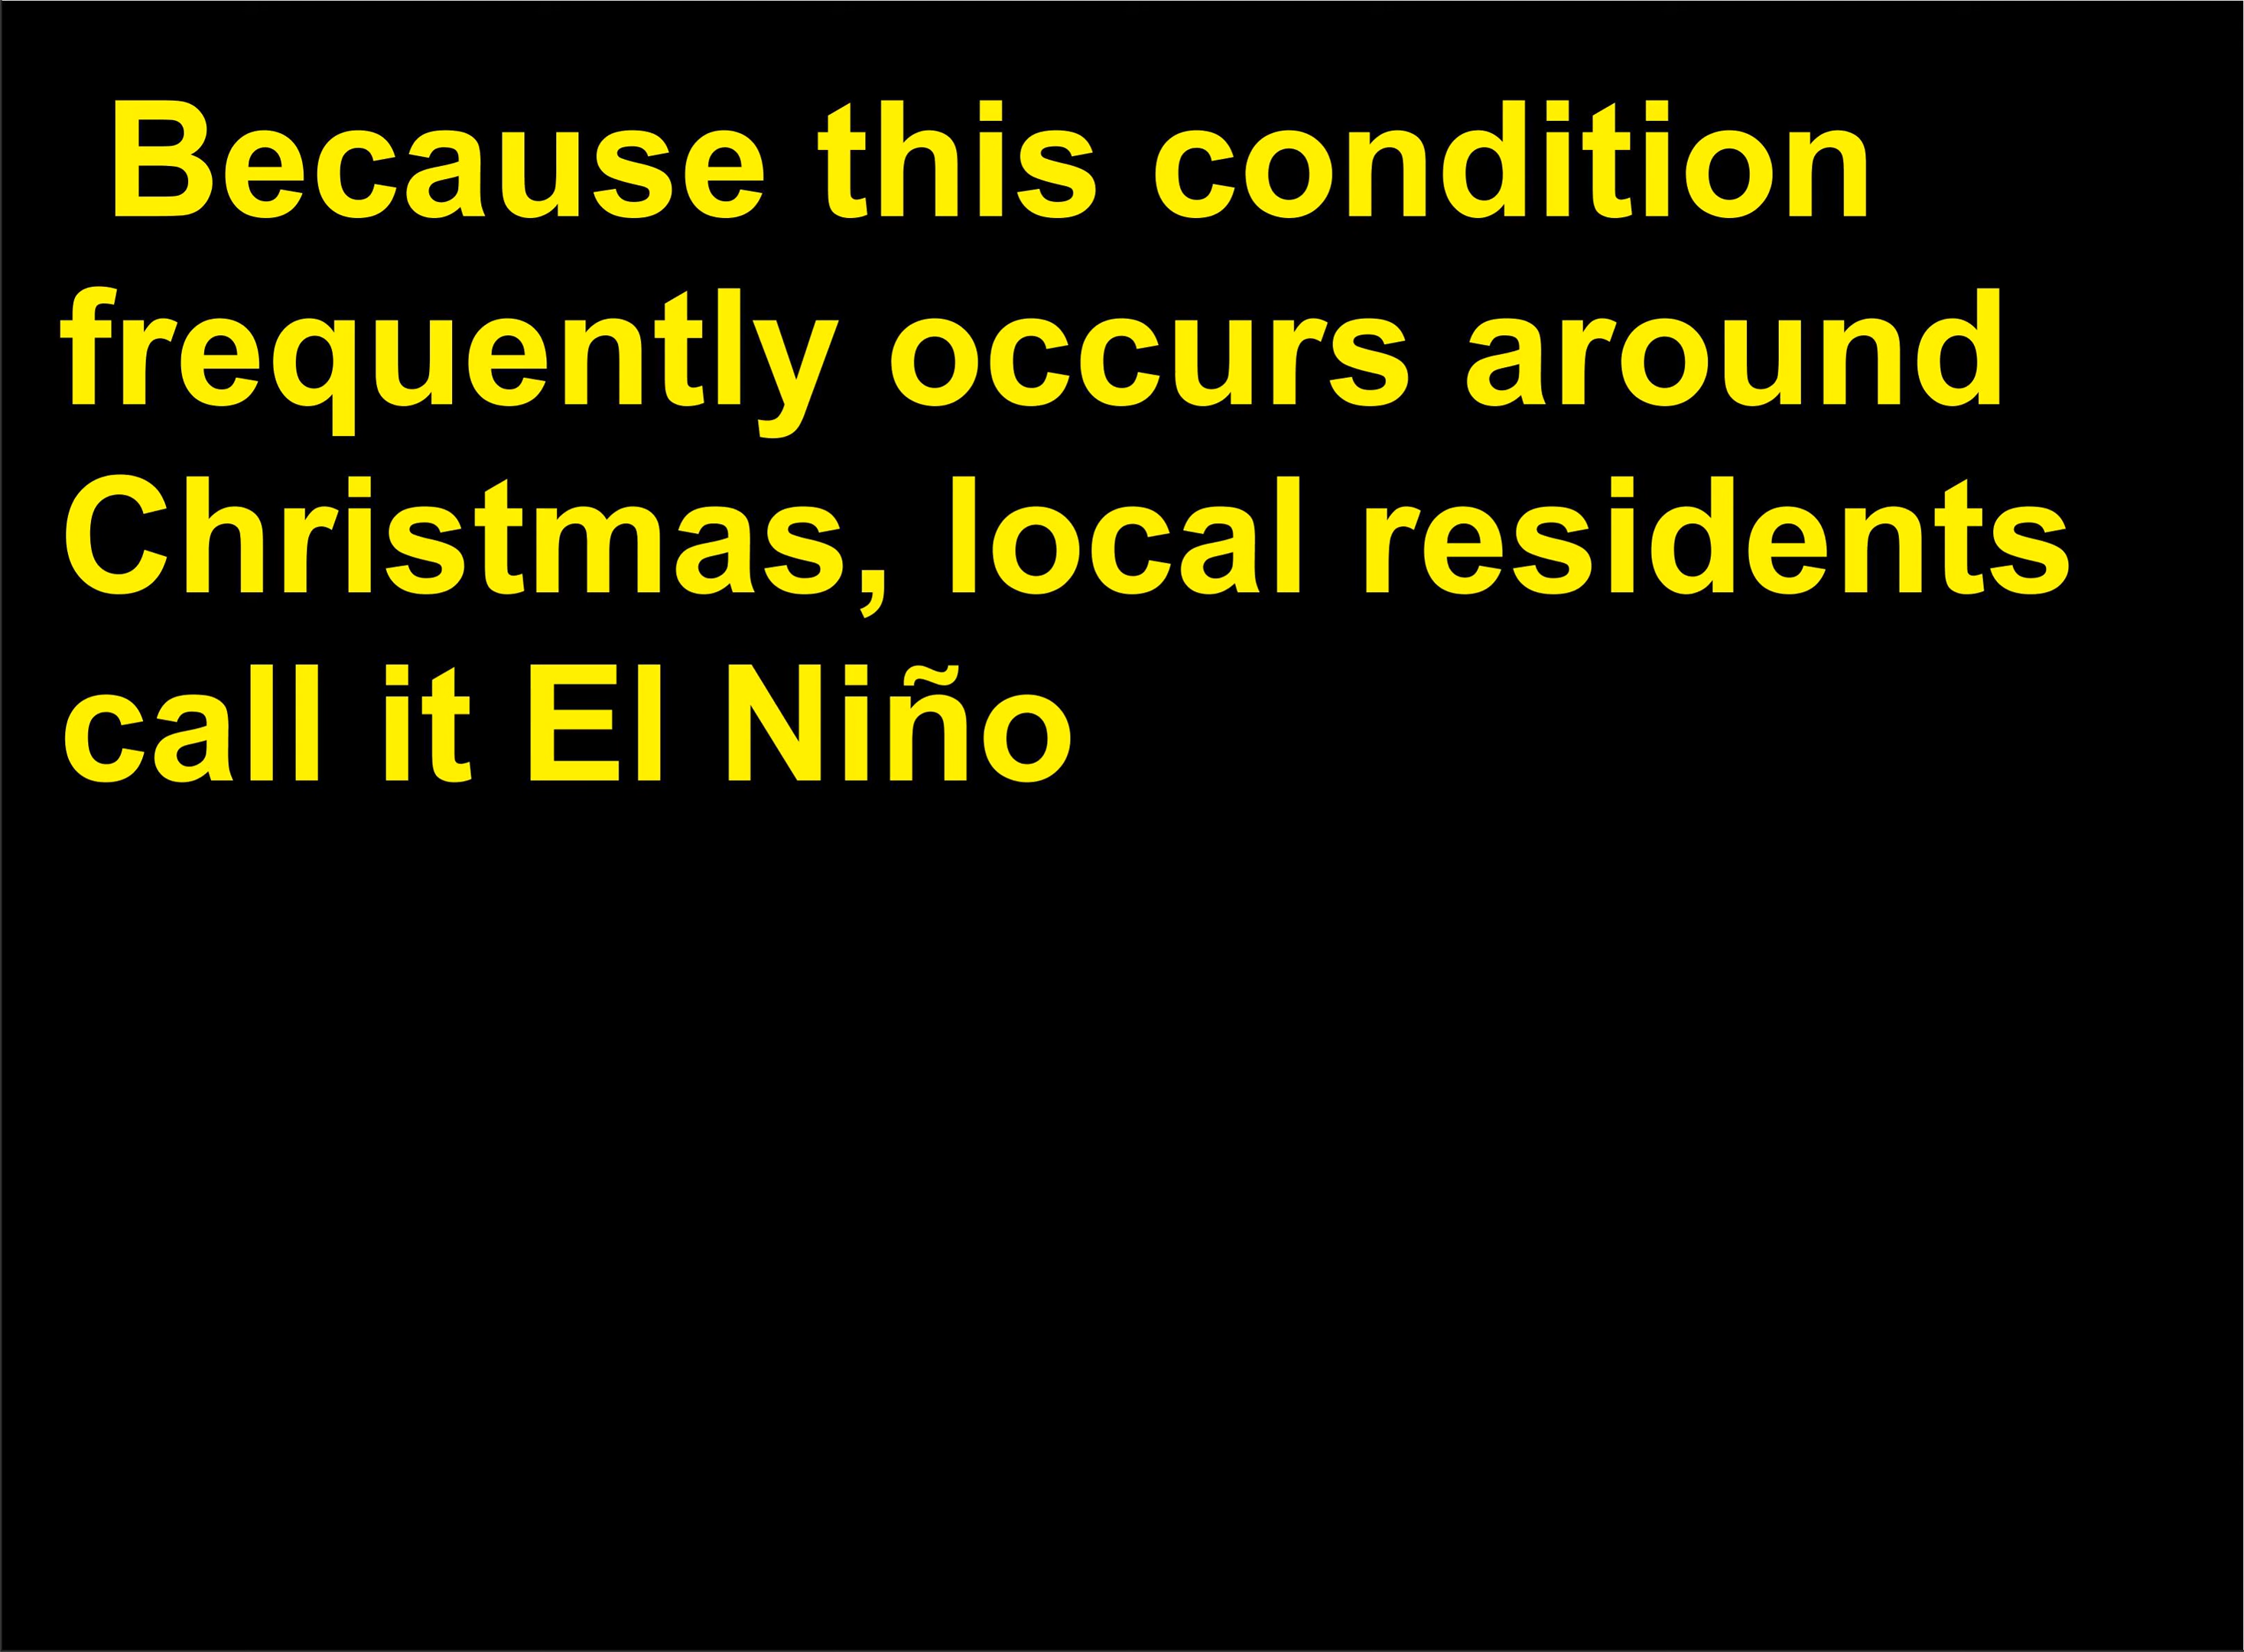 Because this condition
frequently occurs around
Christmas, local residents
call it El Niño